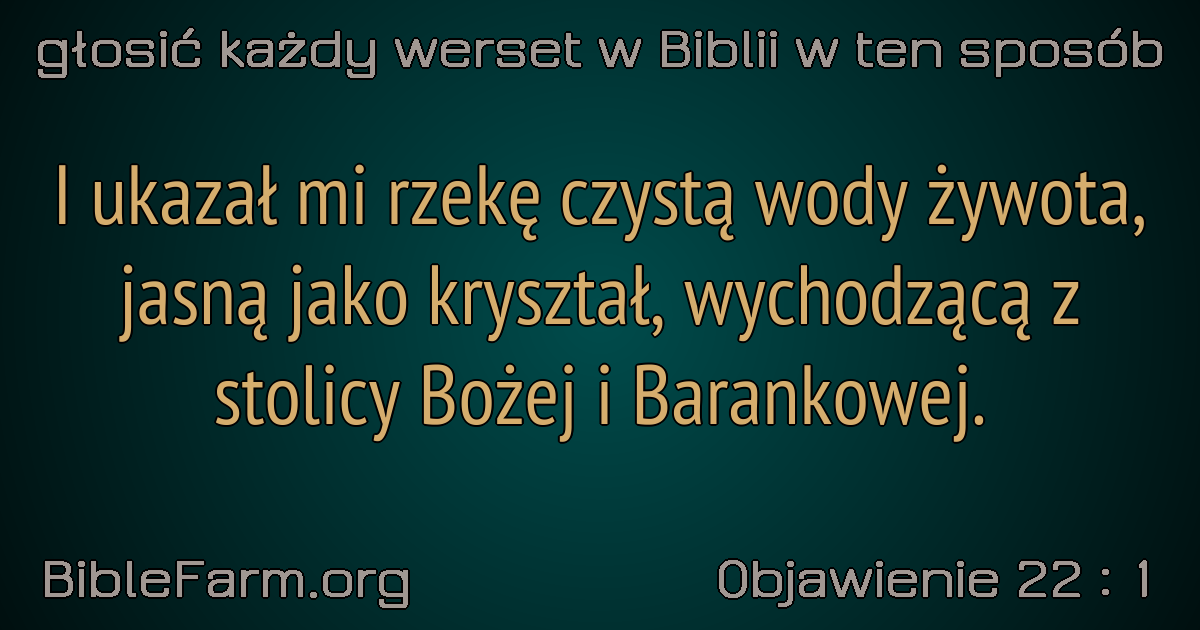 głosić każdy werset w Biblii w ten sposób
I ukazał mi rzekę czystą wody żywota,
jasną jako kryształ, wychodzącą z
stolicy Bożej i Barankowej.
BibleFarm.org
Objawienie 22 : 1